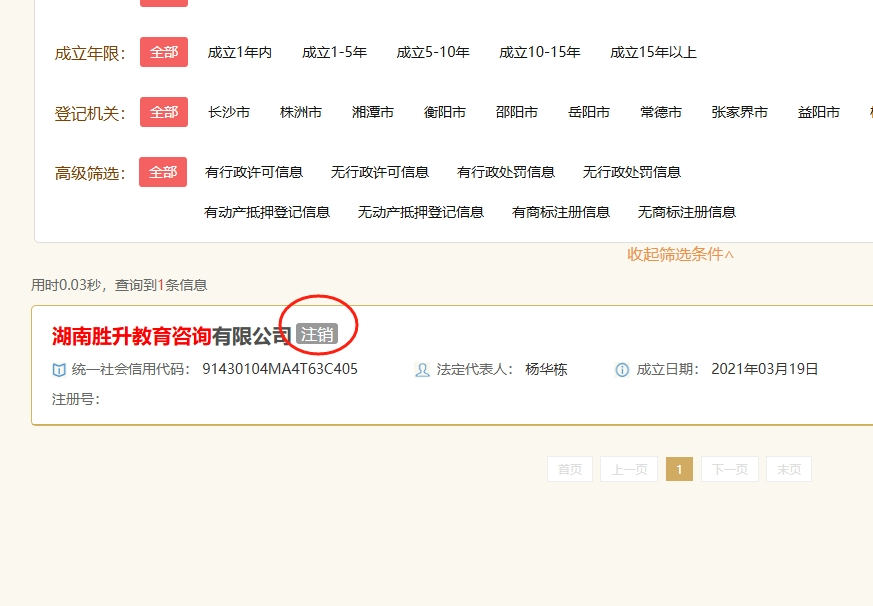 成立年限： 全部 成立1年内 成立1-5年 成立5-10年 成立10-15年 成立15年以上
登记机关： 全部 长沙市 株洲市 湘潭市 衡阳市 邵阳市 岳阳市 常德市 张家界市 益阳市
高级筛选： 全部 有行政许可信息 无行政许可信息 有行政处罚信息 无行政处罚信息
有动产抵押登记信息 无动产抵押登记信息 有商标注册信息 无商标注册信息
收起筛选条件^
用时0.03秒，查询到1条信息
湖南胜升教育咨询有限公司 注销
统一社会信用代码： 91430104MA4T63C405 法定代表人： 杨华栋 成立日期： 2021年03月19日
注册号：
首页 上一页 1 下一页 末页